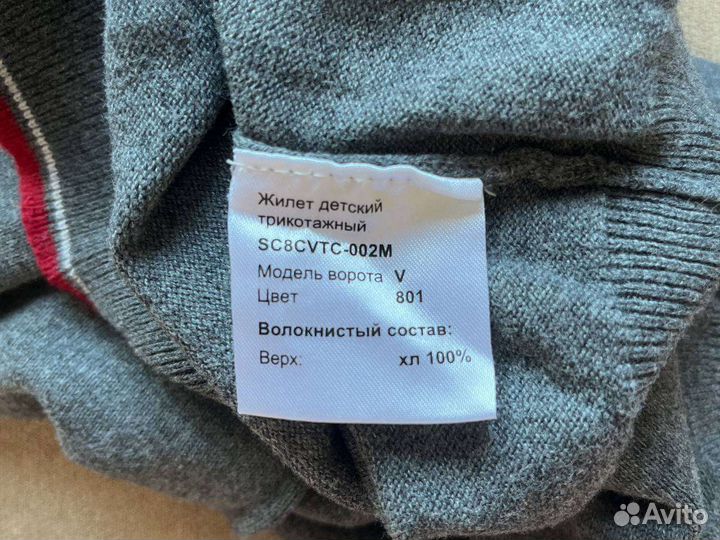 Жилет детский
трикотажный
SC8CVTC-002M
Модель ворота V
Цвет 801
Волокнистый состав:
Верх: хл 100%
Avito